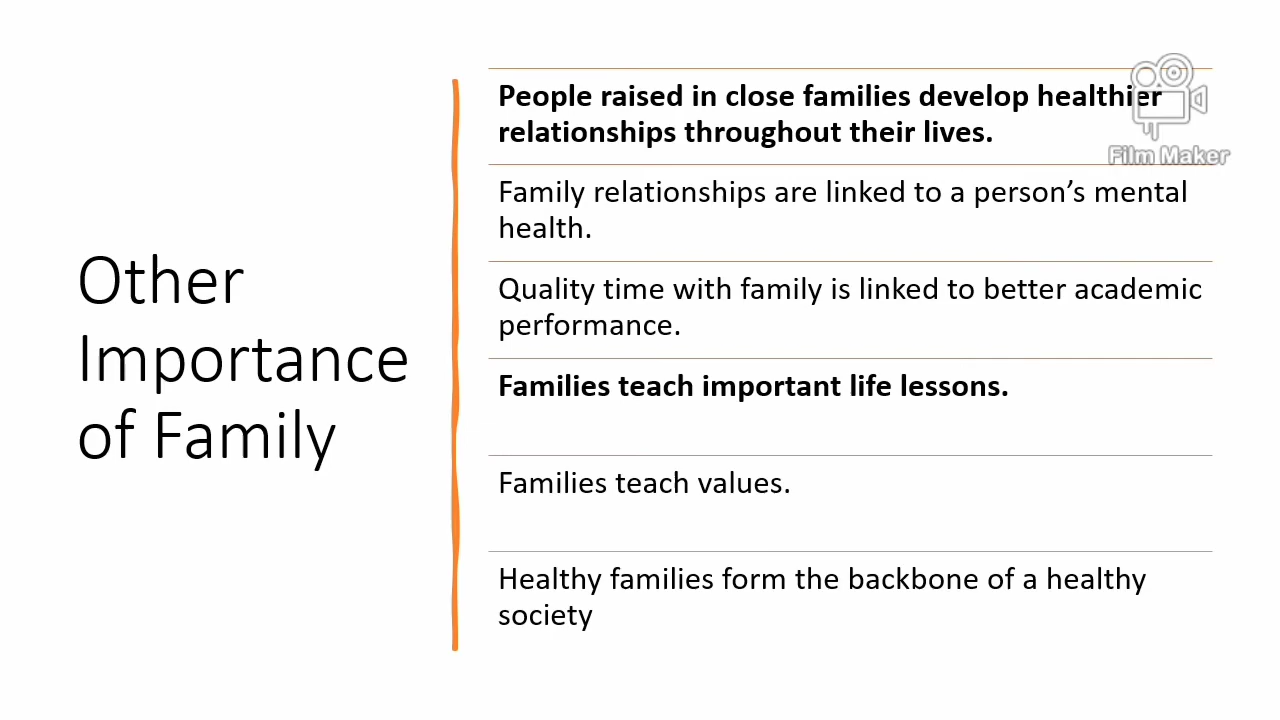 Other
Importance
of Family
People raised in close families develop healthier
relationships throughout their lives.
Family relationships are linked to a person’s mental
health.
Quality time with family is linked to better academic
performance.
Families teach important life lessons.
Families teach values.
Healthy families form the backbone of a healthy
society
Film Maker